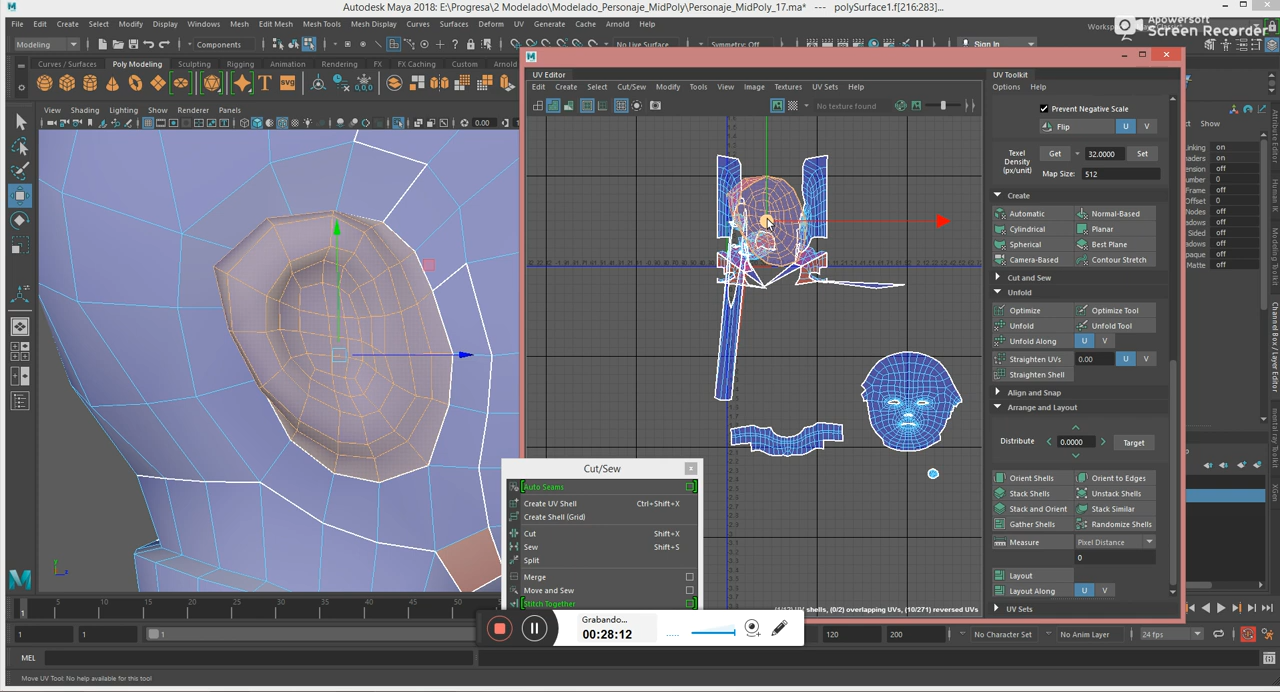 Autodesk Maya 2018: E:\Progresa\2 Modelado\Modelado_Personaje_MidPoly\Personaje_MidPoly_17.ma* --- polySurface1.f[216:283]...
Apowersoft
Screen Recorder
File Edit Create Select Modify Display Windows Mesh Edit Mesh Mesh Tools Mesh Display Curves Surfaces Deform UV Generate Cache Arnold Help
Modeling Components No Live Surface Sign In
Curves / Surfaces Poly Modeling Sculpting Rigging Animation Rendering FX FX Caching Custom Arnold
View Shading Lighting Show Renderer Panels
0.00
UV Editor
Edit Create Select Cut/Sew Modify Tools View Image Textures UV Sets Help
No texture found
UV Toolkit
Options Help
Prevent Negative Scale
Flip U V
Texel
Density
(px/unit)
Get 32.0000 Set
Map Size: 512
Create
Automatic Normal-Based
Cylindrical Planar
Spherical Best Plane
Camera-Based Contour Stretch
Cut and Sew
Unfold
Optimize Optimize Tool
Unfold Unfold Tool
Unfold Along U V
Straighten UVs 0.00 U V
Straighten Shell
Align and Snap
Arrange and Layout
Distribute 0.0000 Target
Orient Shells Orient to Edges
Stack Shells Unstack Shells
Stack and Orient Stack Similar
Gather Shells Randomize Shells
Measure Pixel Distance
0
Layout
Layout Along U V
UV Sets
Show
on
on
off
0
off
0
off
off
off
off
off
off
Attribute Editor
Modeling Toolkit
Channel Box / Layer Editor
Cut/Sew
Auto Seams
Create UV Shell Ctrl+Shift+X
Create Shell (Grid)
Cut Shift+X
Sew Shift+S
Split
Merge
Move and Sew
Stitch Together
UV shells, (0/2) overlapping UVs, (10/271) reversed UVs
Grabando...
00:28:12
1 5 10 15 20 25 30 35 40 45 50
1 1 1 120 200 No Character Set No Anim Layer 24 fps
MEL
Move UV Tool: No help available for this tool